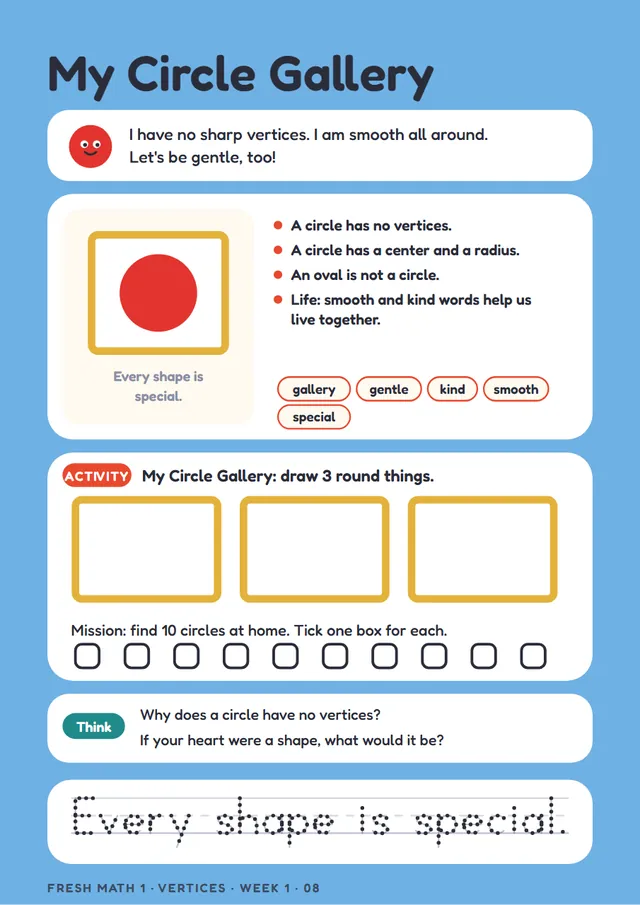 My Circle Gallery
I have no sharp vertices. I am smooth all around.
Let's be gentle, too!
Every shape is
special.
A circle has no vertices.
A circle has a center and a radius.
An oval is not a circle.
Life: smooth and kind words help us
live together.
gallery gentle kind smooth
special
ACTIVITY My Circle Gallery: draw 3 round things.
Mission: find 10 circles at home. Tick one box for each.
Think
Why does a circle have no vertices?
If your heart were a shape, what would it be?
Every shape is special.
FRESH MATH 1 · VERTICES · WEEK 1 · 08